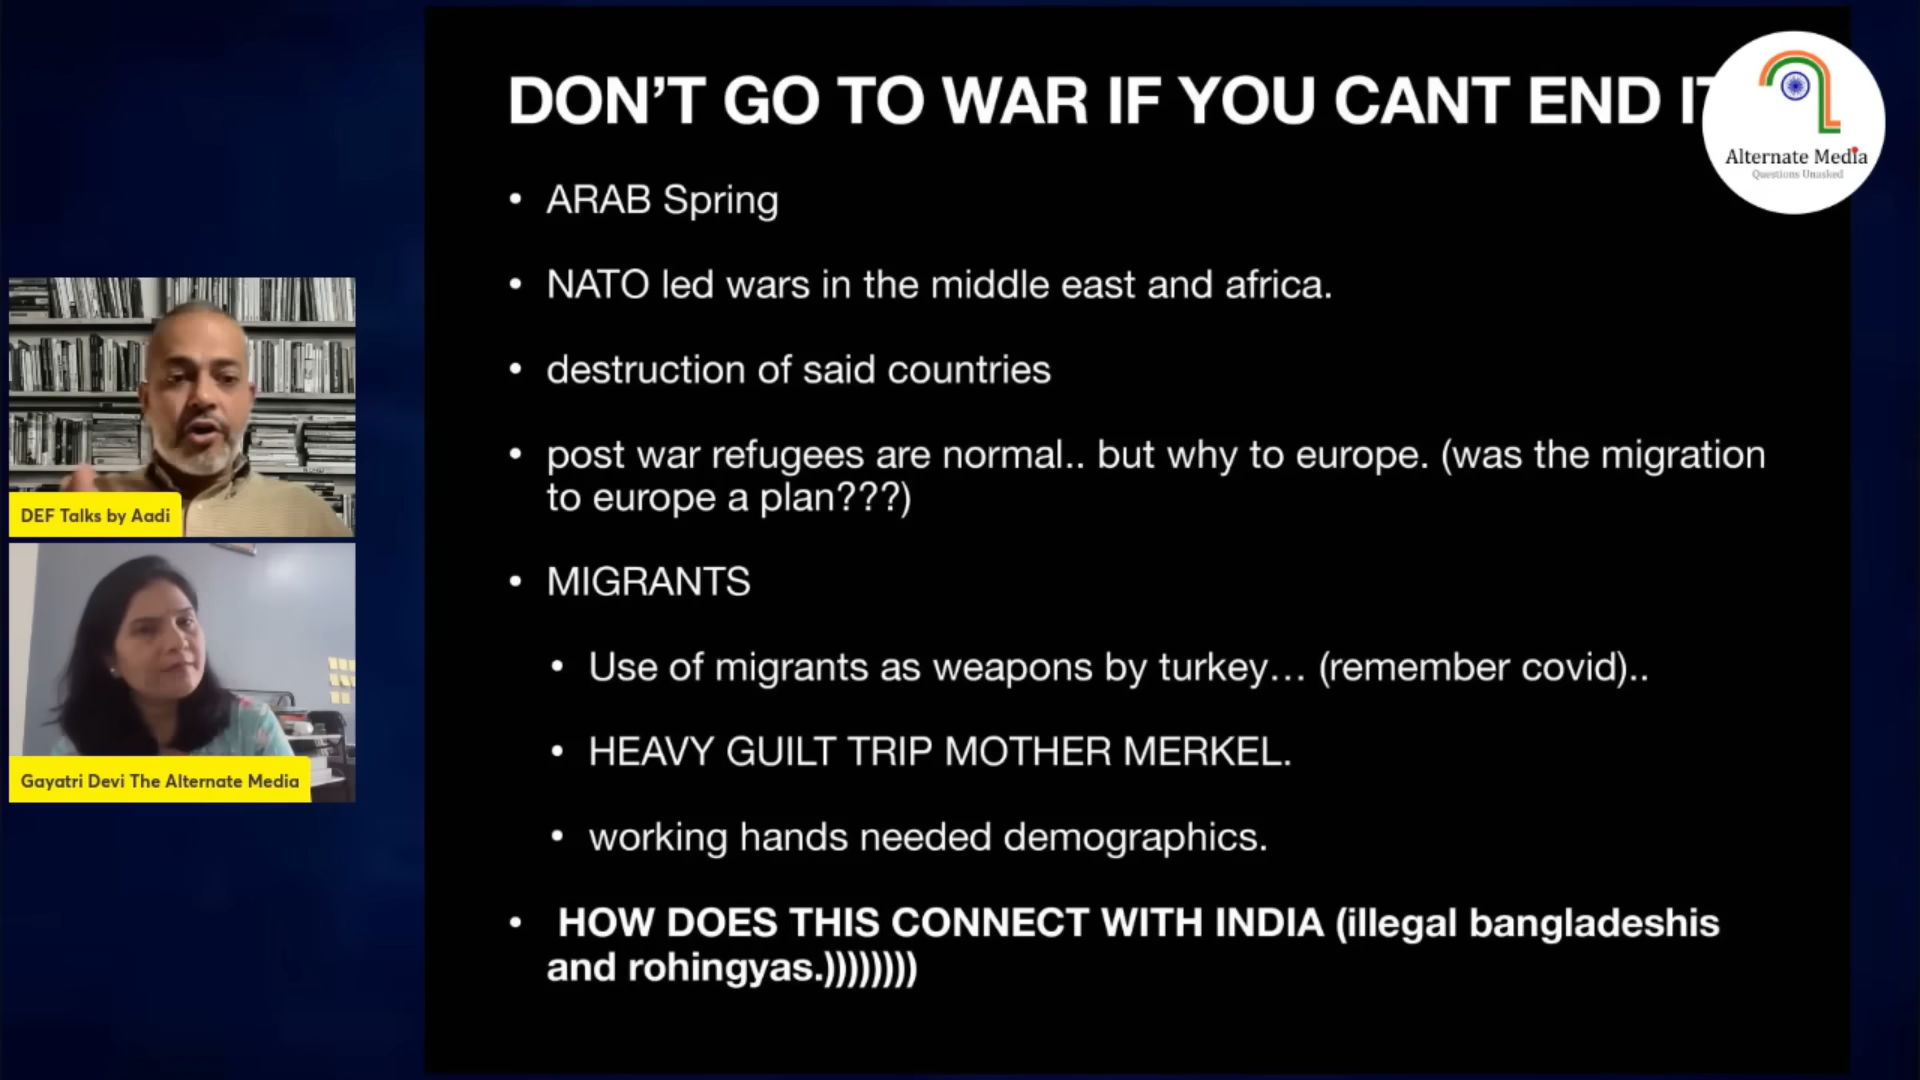 DON'T GO TO WAR IF YOU CANT END IT
Alternate Media
Questions Unasked
• ARAB Spring
• NATO led wars in the middle east and africa.
• destruction of said countries
• post war refugees are normal.. but why to europe. (was the migration
to europe a plan???)
• MIGRANTS
• Use of migrants as weapons by turkey… (remember covid)..
• HEAVY GUILT TRIP MOTHER MERKEL.
• working hands needed demographics.
• HOW DOES THIS CONNECT WITH INDIA (illegal bangladeshis
and rohingyas.))))))))))
DEF Talks by Aadi
Gayatri Devi The Alternate Media